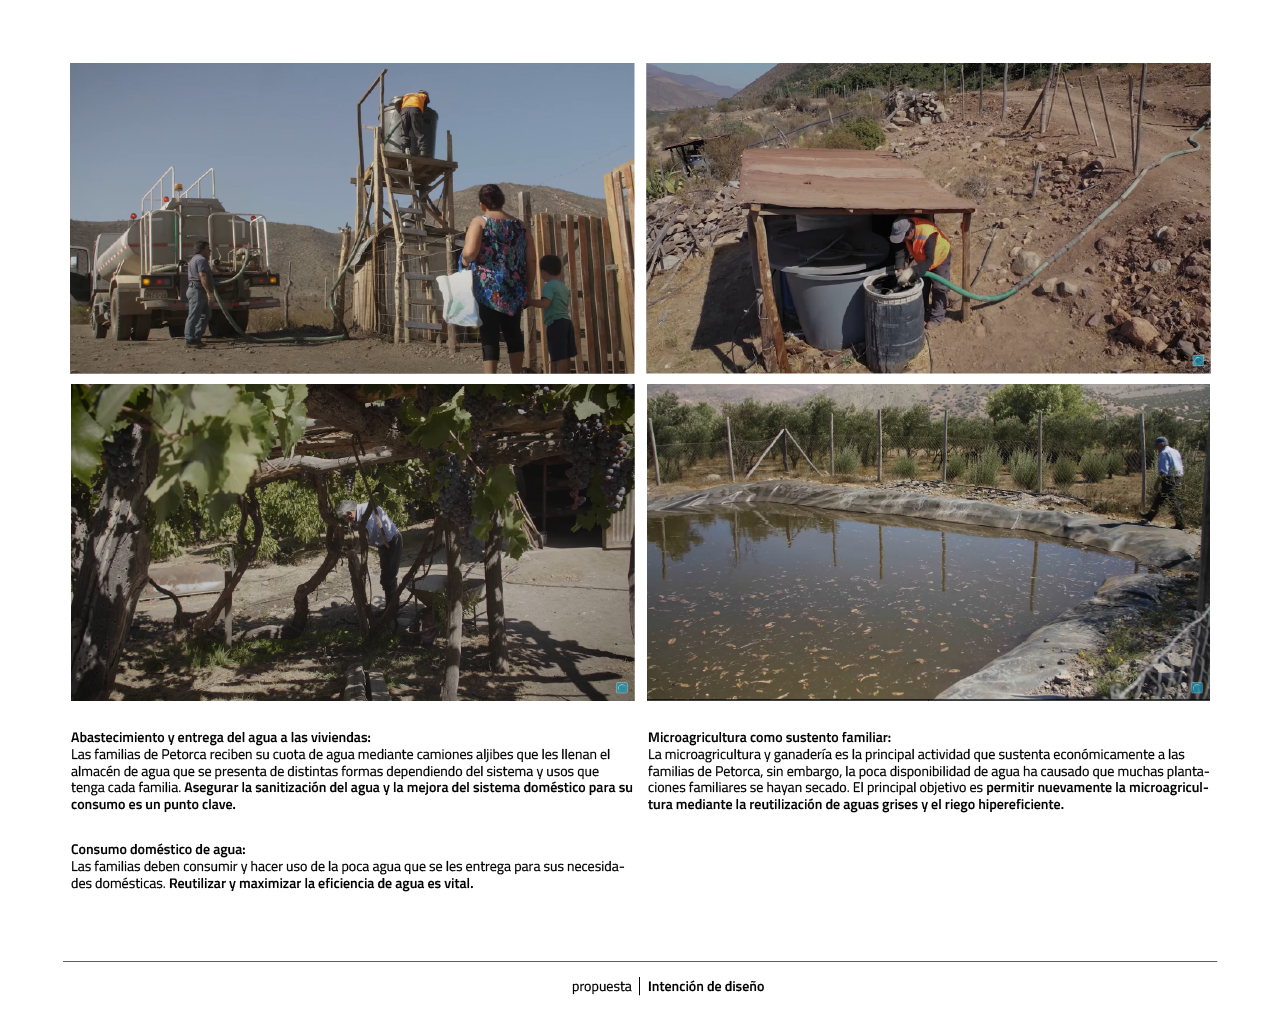 Abastecimiento y entrega del agua a las viviendas:
Las familias de Petorca reciben su cuota de agua mediante camiones aljibes que les llenan el
almacén de agua que se presenta de distintas formas dependiendo del sistema y usos que
tenga cada familia. Asegurar la sanitización del agua y la mejora del sistema doméstico para su
consumo es un punto clave.
Consumo doméstico de agua:
Las familias deben consumir y hacer uso de la poca agua que se les entrega para sus necesida-
des domésticas. Reutilizar y maximizar la eficiencia de agua es vital.
Microagricultura como sustento familiar:
La microagricultura y ganadería es la principal actividad que sustenta económicamente a las
familias de Petorca, sin embargo, la poca disponibilidad de agua ha causado que muchas planta-
ciones familiares se hayan secado. El principal objetivo es permitir nuevamente la microagricul-
tura mediante la reutilización de aguas grises y el riego hipereficiente.
propuesta | Intención de diseño